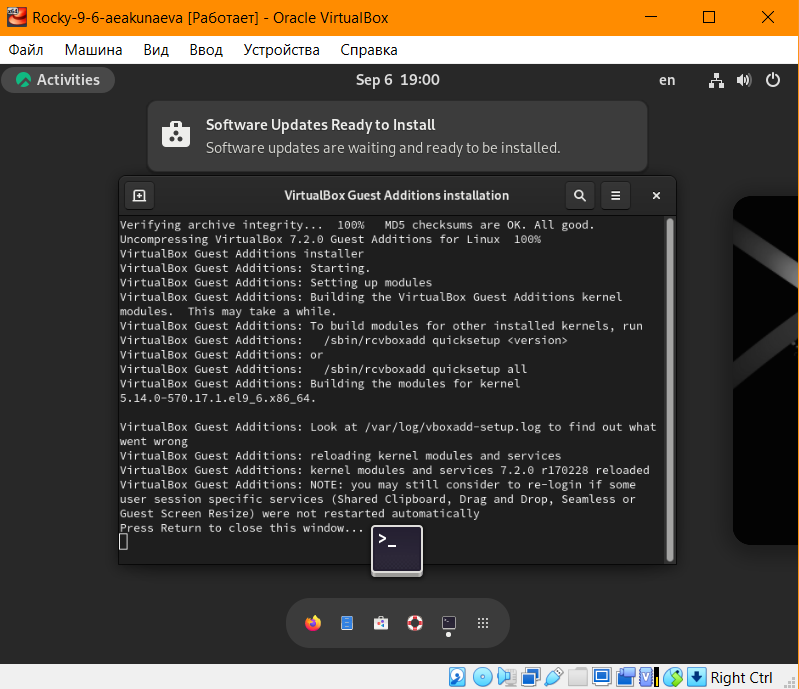 Rocky-9-6-aeakunaeva [Работает] - Oracle VirtualBox
Файл Машина Вид Ввод Устройства Справка
Activities Sep 6 19:00 en
Software Updates Ready to Install
Software updates are waiting and ready to be installed.
VirtualBox Guest Additions installation
Verifying archive integrity... 100% MD5 checksums are OK. All good.
Uncompressing VirtualBox 7.2.0 Guest Additions for Linux 100%
VirtualBox Guest Additions installer
VirtualBox Guest Additions: Starting.
VirtualBox Guest Additions: Setting up modules
VirtualBox Guest Additions: Building the VirtualBox Guest Additions kernel
modules. This may take a while.
VirtualBox Guest Additions: To build modules for other installed kernels, run
VirtualBox Guest Additions: /sbin/rcvboxadd quicksetup <version>
VirtualBox Guest Additions: or
VirtualBox Guest Additions: /sbin/rcvboxadd quicksetup all
VirtualBox Guest Additions: Building the modules for kernel
5.14.0-570.17.1.el9_6.x86_64.
VirtualBox Guest Additions: Look at /var/log/vboxadd-setup.log to find out what
went wrong
VirtualBox Guest Additions: reloading kernel modules and services
VirtualBox Guest Additions: kernel modules and services 7.2.0 r170228 reloaded
VirtualBox Guest Additions: NOTE: you may still consider to re-login if some
user session specific services (Shared Clipboard, Drag and Drop, Seamless or
Guest Screen Resize) were not restarted automatically
Press Return to close this window...
>_
Right Ctrl